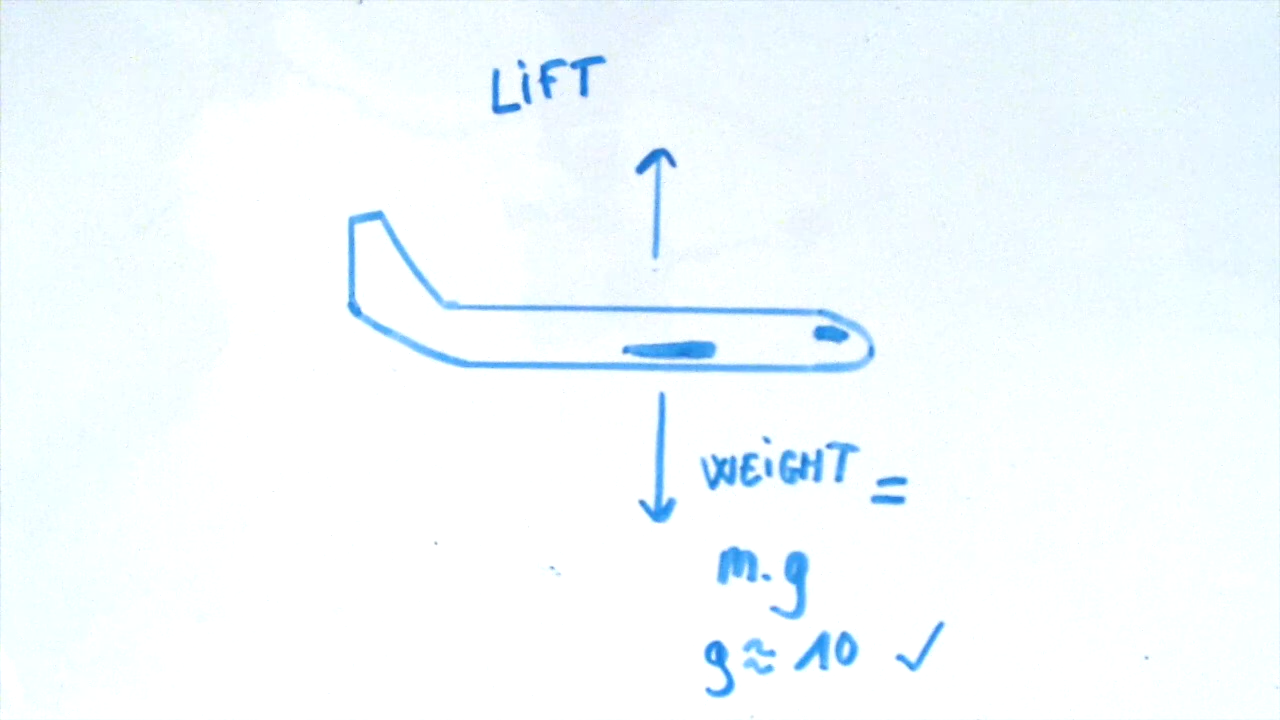 LiFT
WEiGHT =
m.g
g ≈ 10 ✓